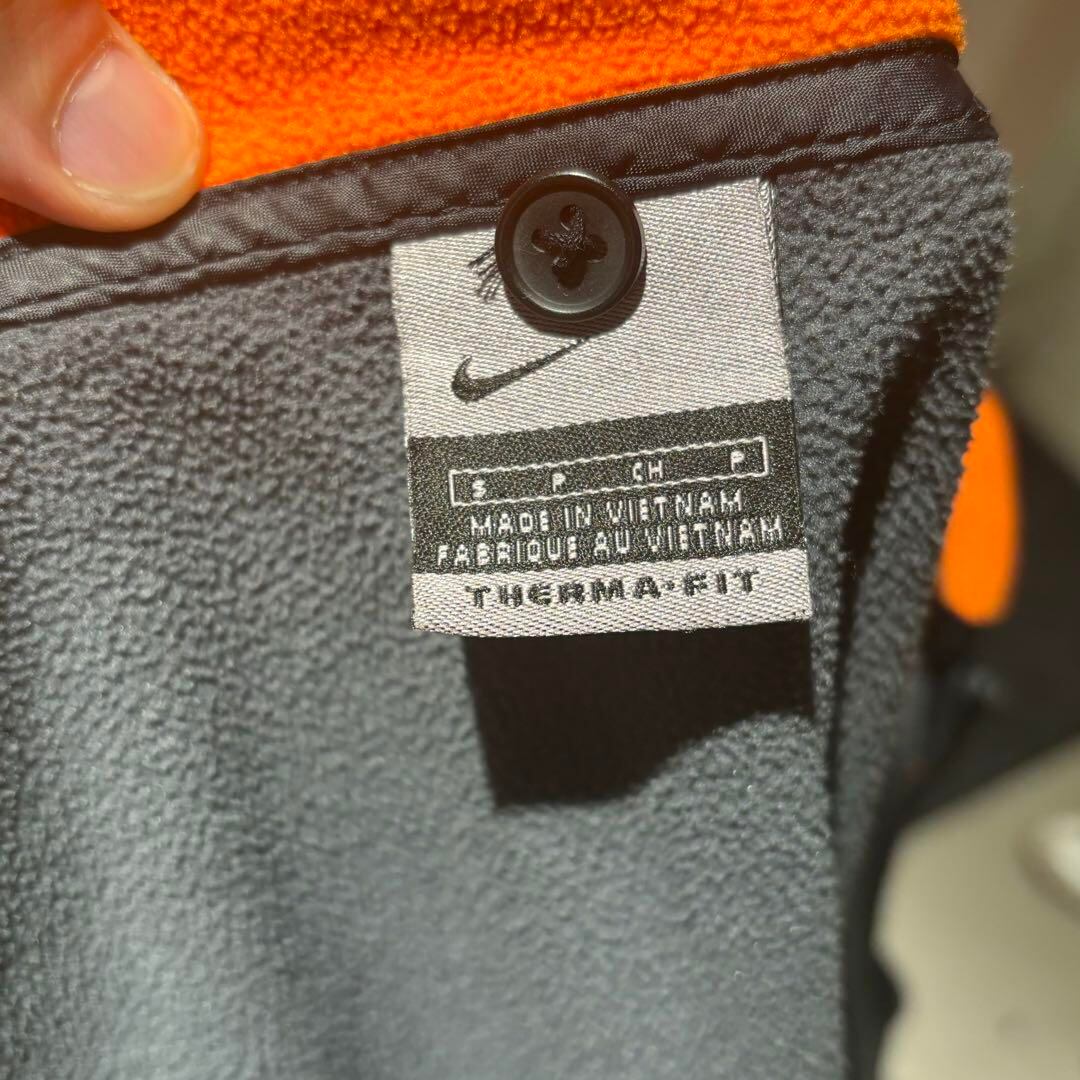 S P CH P
MADE IN VIETNAM
FABRIQUE AU VIETNAM
THERMA•FIT